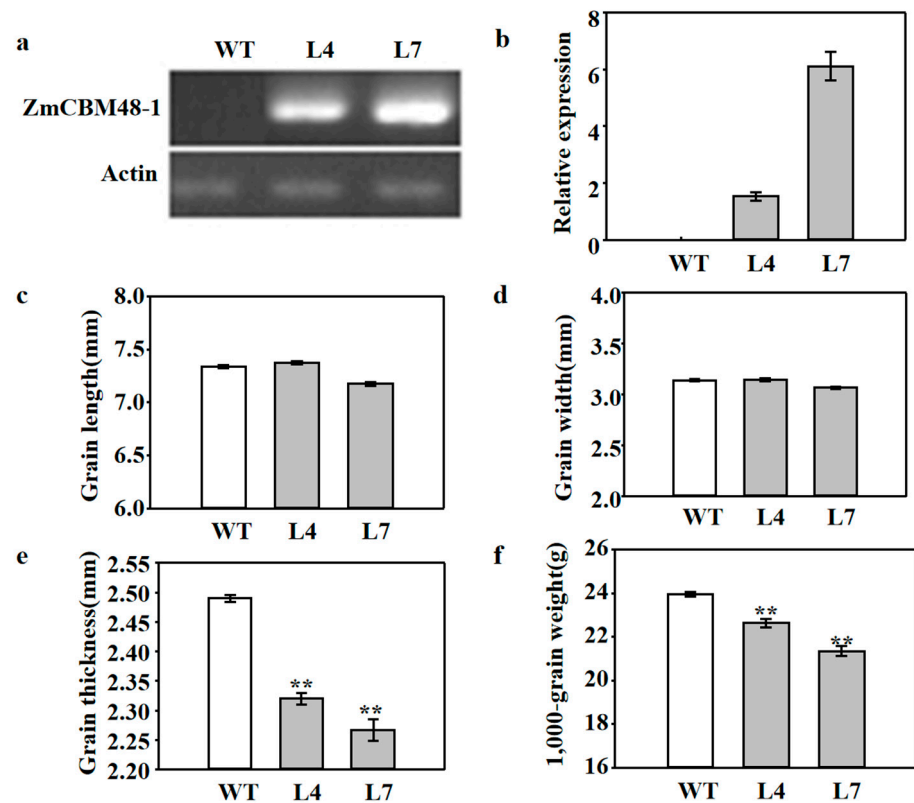 a
WT L4 L7
ZmCBM48-1
Actin
b
Relative expression
8
6
4
2
0
WT L4 L7
c
Grain length(mm)
8.0
7.5
7.0
6.5
6.0
WT L4 L7
d
Grain width(mm)
4.0
3.5
3.0
2.5
2.0
WT L4 L7
e
Grain thickness(mm)
2.50
2.45
2.40
2.35
2.30
2.25
2.20
**
**
WT L4 L7
f
1,000-grain weight(g)
26
24
22
20
18
16
**
**
WT L4 L7